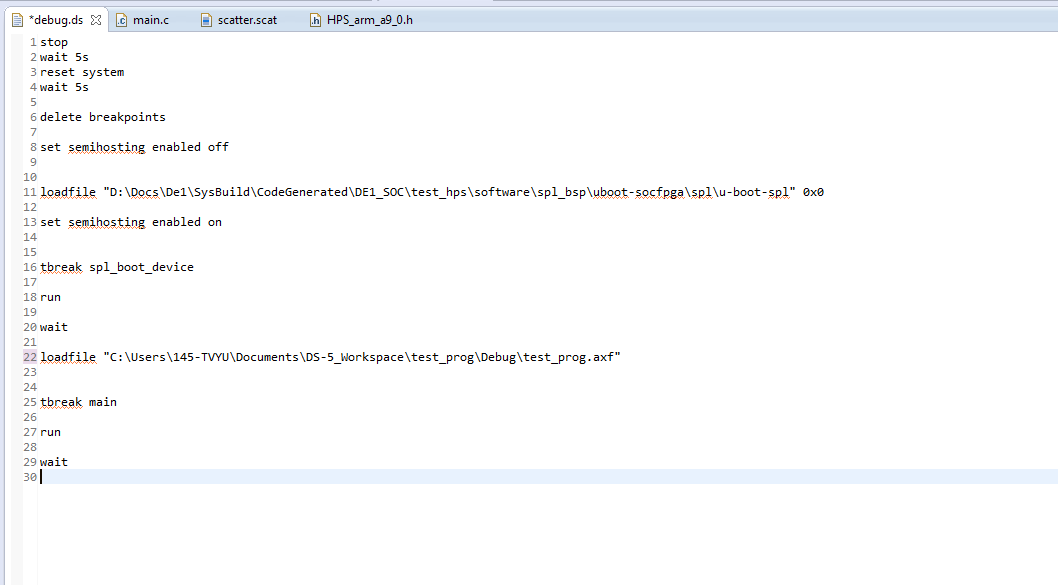 *debug.ds main.c scatter.scat HPS_arm_a9_0.h
1 stop
2 wait 5s
3 reset system
4 wait 5s
5
6 delete breakpoints
7
8 set semihosting enabled off
9
10
11 loadfile "D:\Docs\De1\SysBuild\CodeGenerated\DE1_SOC\test_hps\software\spl_bsp\uboot-socfpga\spl\u-boot-spl" 0x0
12
13 set semihosting enabled on
14
15
16 tbreak spl_boot_device
17
18 run
19
20 wait
21
22 loadfile "C:\Users\145-TVYU\Documents\DS-5_Workspace\test_prog\Debug\test_prog.axf"
23
24
25 tbreak main
26
27 run
28
29 wait
30